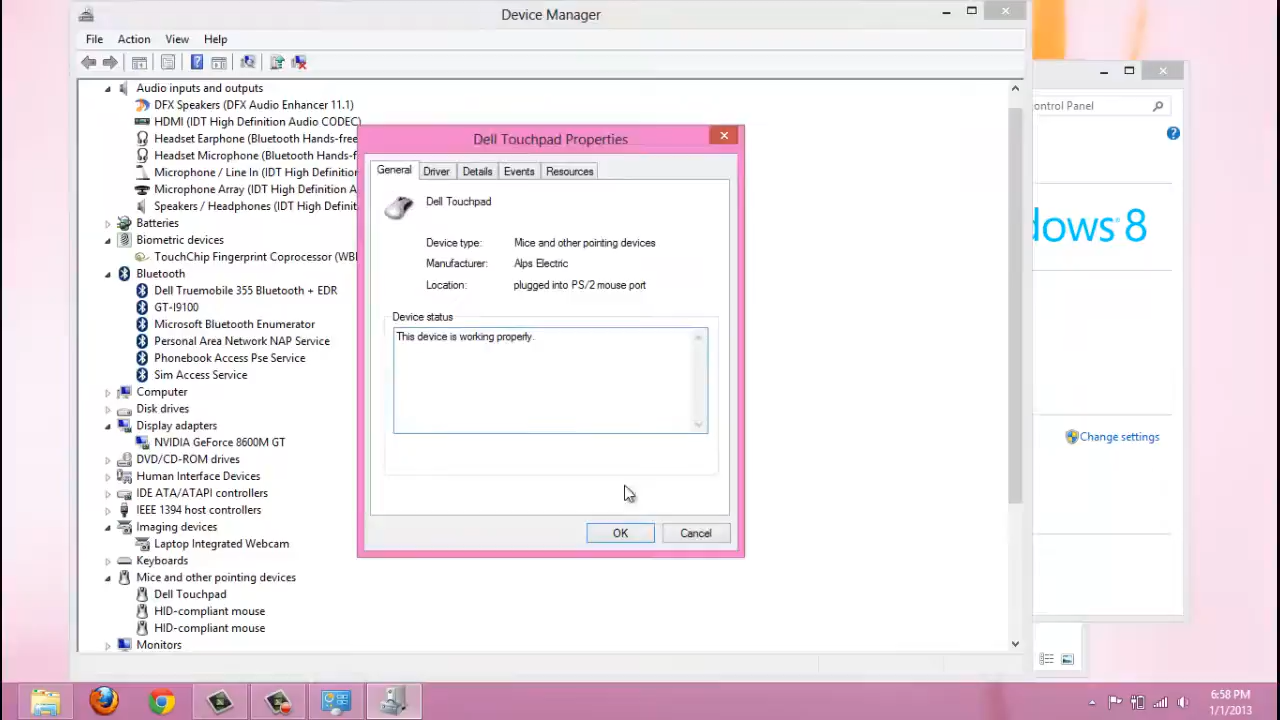 Device Manager
File Action View Help
Audio inputs and outputs
DFX Speakers (DFX Audio Enhancer 11.1)
HDMI (IDT High Definition Audio CODEC)
Headset Earphone (Bluetooth Hands-free
Headset Microphone (Bluetooth Hands-f
Microphone / Line In (IDT High Definition
Microphone Array (IDT High Definition A
Speakers / Headphones (IDT High Definit
Batteries
Biometric devices
TouchChip Fingerprint Coprocessor (WBI
Bluetooth
Dell Truemobile 355 Bluetooth + EDR
GT-I9100
Microsoft Bluetooth Enumerator
Personal Area Network NAP Service
Phonebook Access Pse Service
Sim Access Service
Computer
Disk drives
Display adapters
NVIDIA GeForce 8600M GT
DVD/CD-ROM drives
Human Interface Devices
IDE ATA/ATAPI controllers
IEEE 1394 host controllers
Imaging devices
Laptop Integrated Webcam
Keyboards
Mice and other pointing devices
Dell Touchpad
HID-compliant mouse
HID-compliant mouse
Monitors
Dell Touchpad Properties
General Driver Details Events Resources
Dell Touchpad
Device type: Mice and other pointing devices
Manufacturer: Alps Electric
Location: plugged into PS/2 mouse port
Device status
This device is working properly.
OK Cancel
ontrol Panel
dows 8
Change settings
6:58 PM
1/1/2013